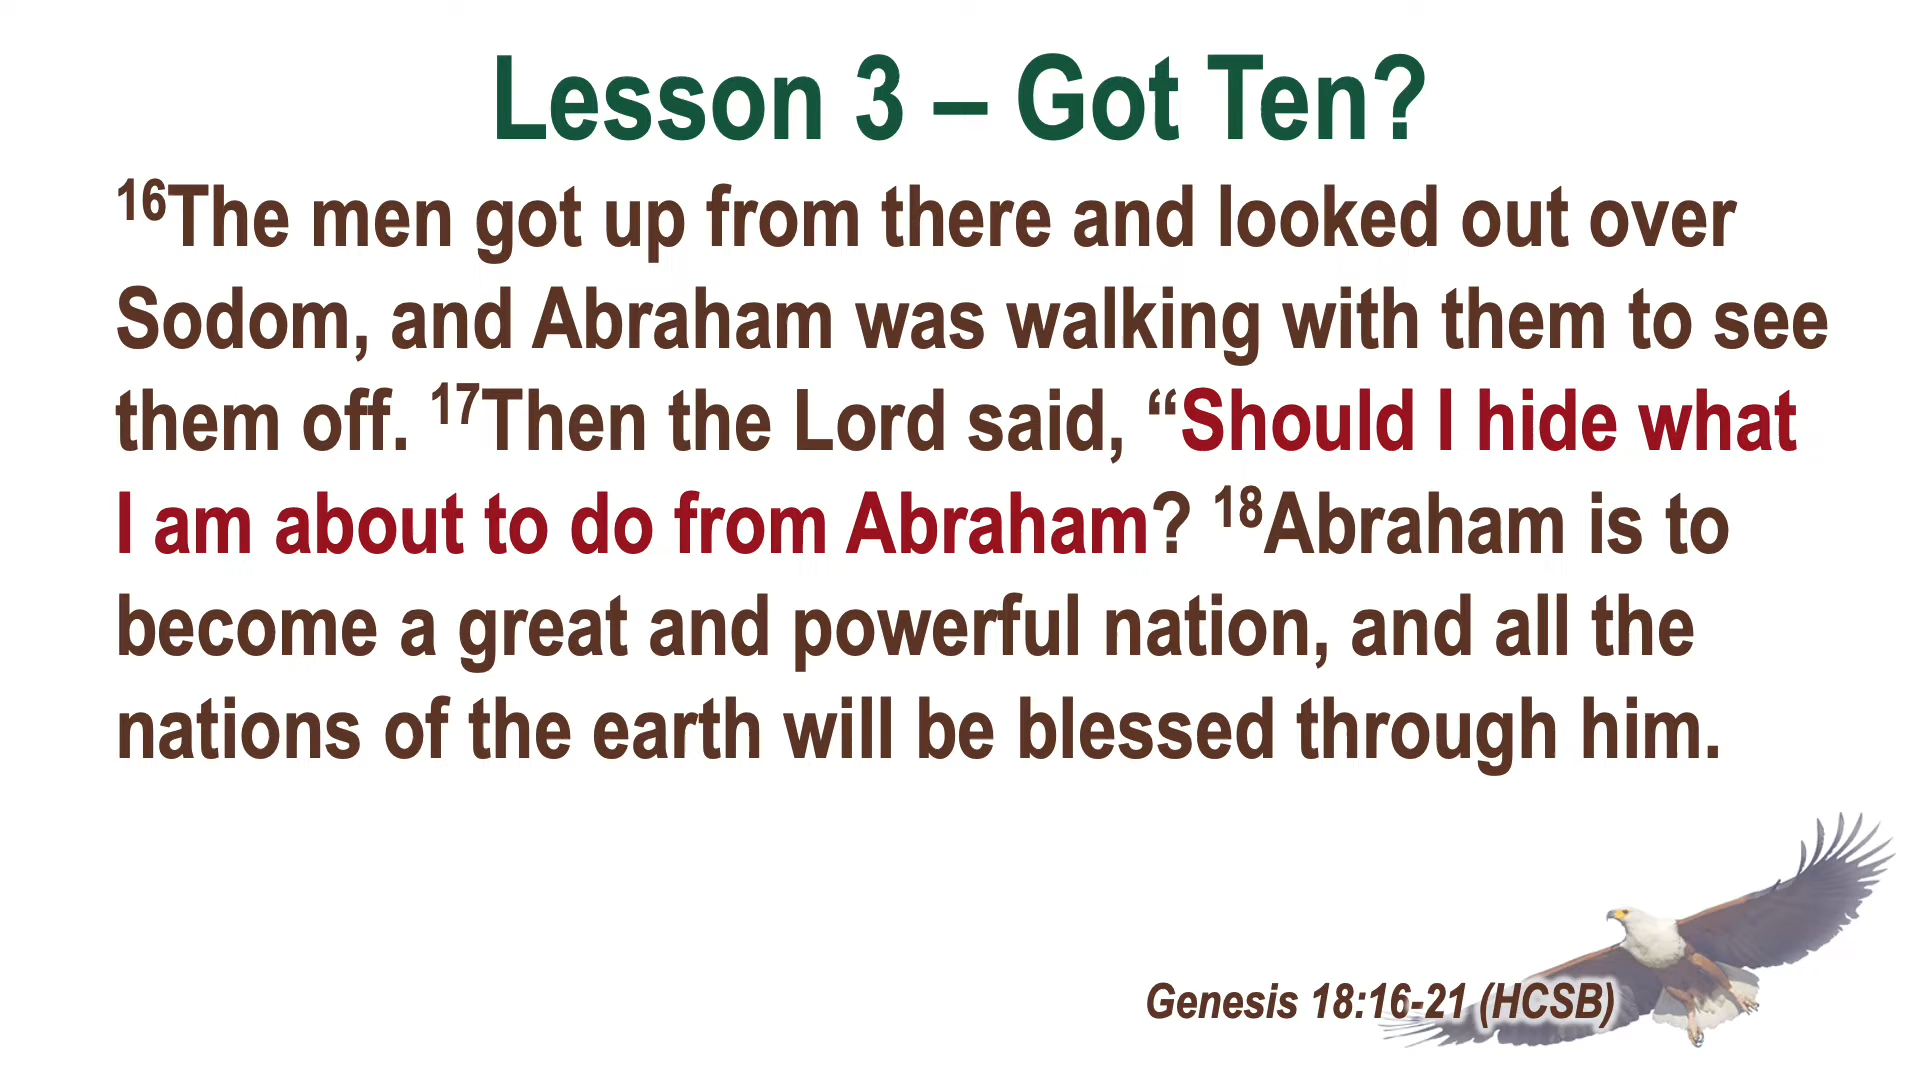 Lesson 3 – Got Ten?
16The men got up from there and looked out over
Sodom, and Abraham was walking with them to see
them off. 17Then the Lord said, “Should I hide what
I am about to do from Abraham? 18Abraham is to
become a great and powerful nation, and all the
nations of the earth will be blessed through him.
Genesis 18:16-21 (HCSB)